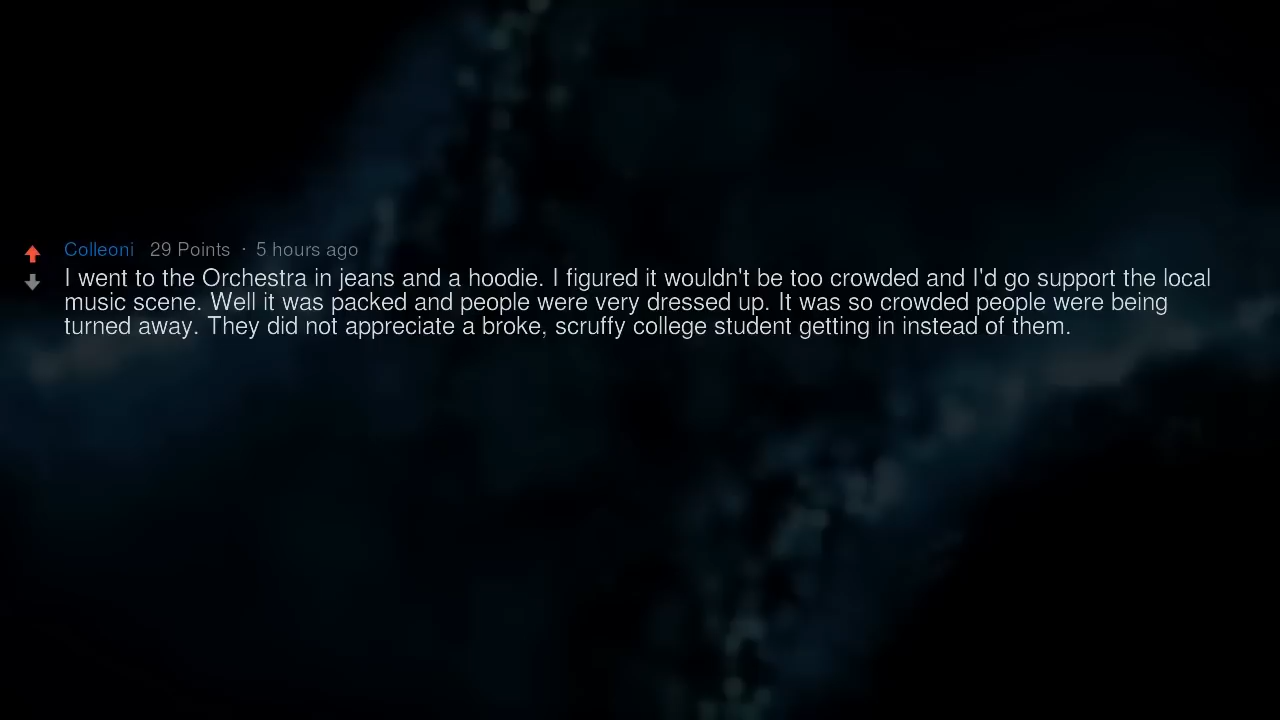 Colleoni 29 Points · 5 hours ago
I went to the Orchestra in jeans and a hoodie. I figured it wouldn't be too crowded and I'd go support the local
music scene. Well it was packed and people were very dressed up. It was so crowded people were being
turned away. They did not appreciate a broke, scruffy college student getting in instead of them.